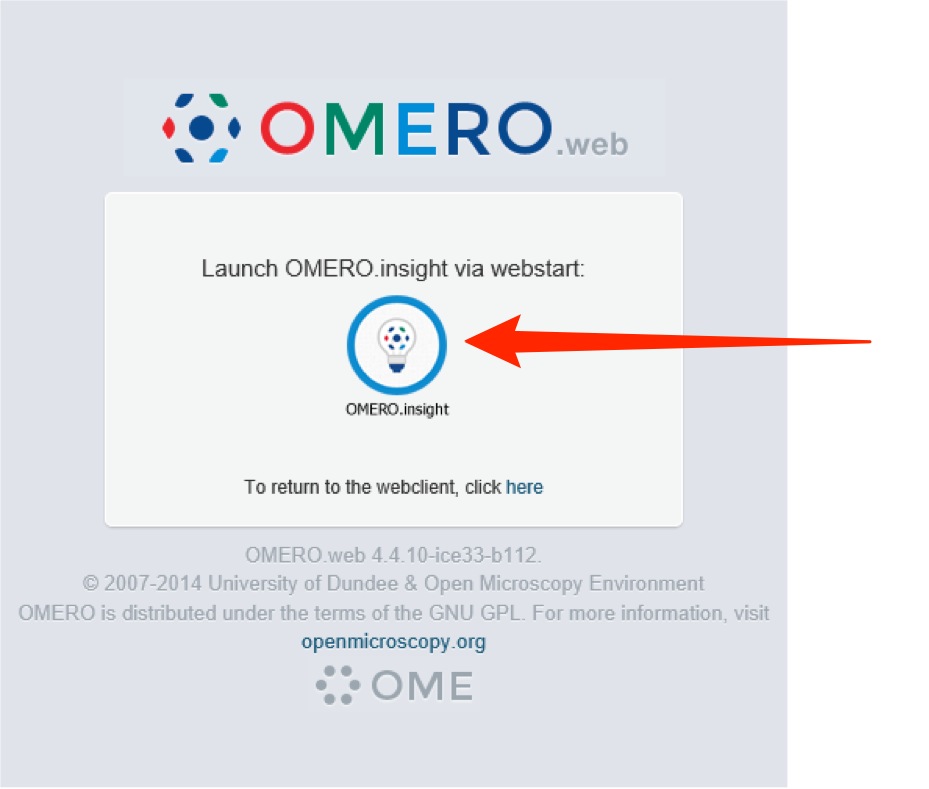 OMERO.web
Launch OMERO.insight via webstart:
OMERO.insight
To return to the webclient, click here
OMERO.web 4.4.10-ice33-b112.
© 2007-2014 University of Dundee & Open Microscopy Environment
OMERO is distributed under the terms of the GNU GPL. For more information, visit
openmicroscopy.org
OME